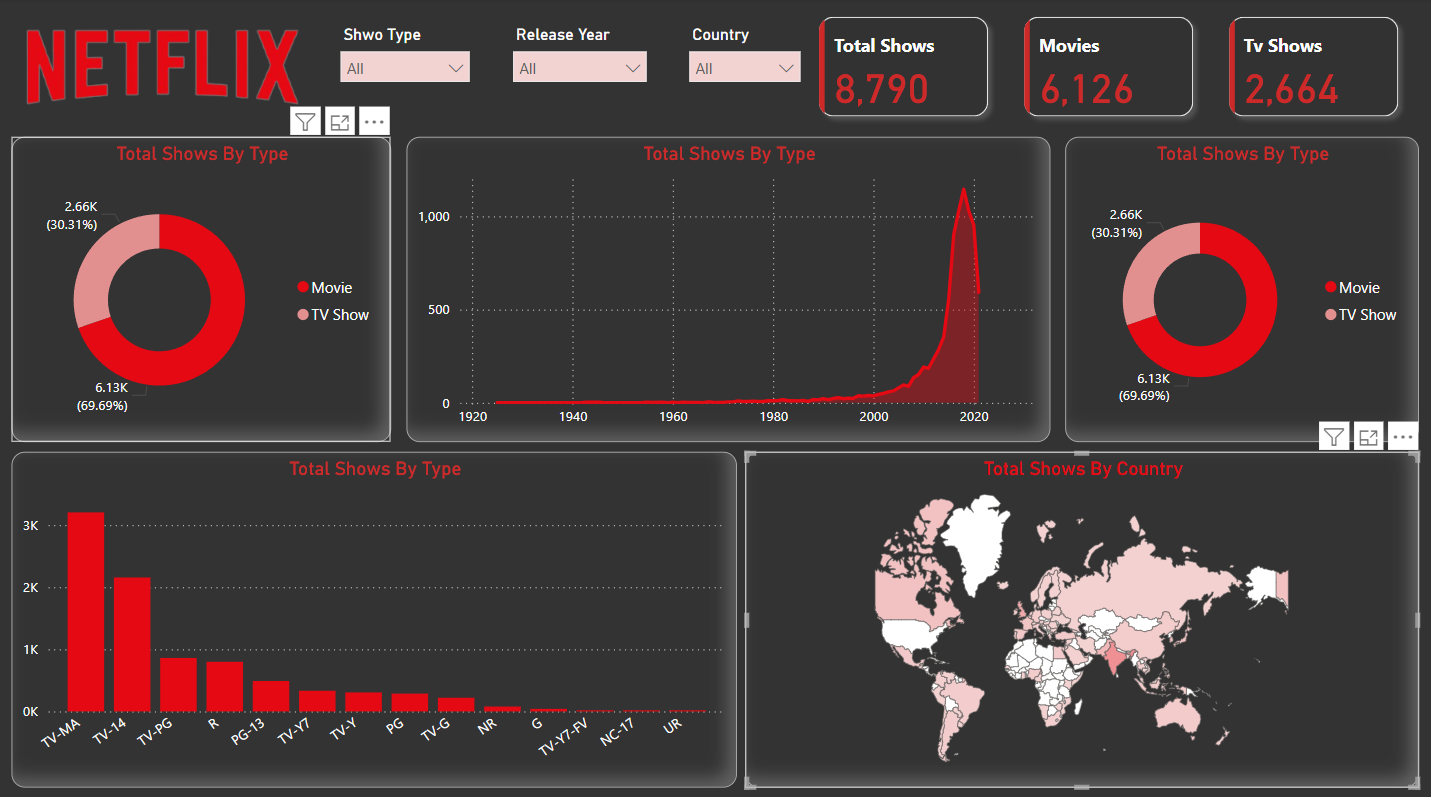 NETFLIX
Shwo Type
All
Release Year
All
Country
All
Total Shows
8,790
Movies
6,126
Tv Shows
2,664
Total Shows By Type
2.66K
(30.31%)
6.13K
(69.69%)
Movie
TV Show
Total Shows By Type
1,000
500
0
1920
1940
1960
1980
2000
2020
Total Shows By Type
2.66K
(30.31%)
6.13K
(69.69%)
Movie
TV Show
Total Shows By Type
3K
2K
1K
0K
TV-MA
TV-14
TV-PG
R
PG-13
TV-Y7
TV-Y
PG
TV-G
NR
G
TV-Y7-FV
NC-17
UR
Total Shows By Country